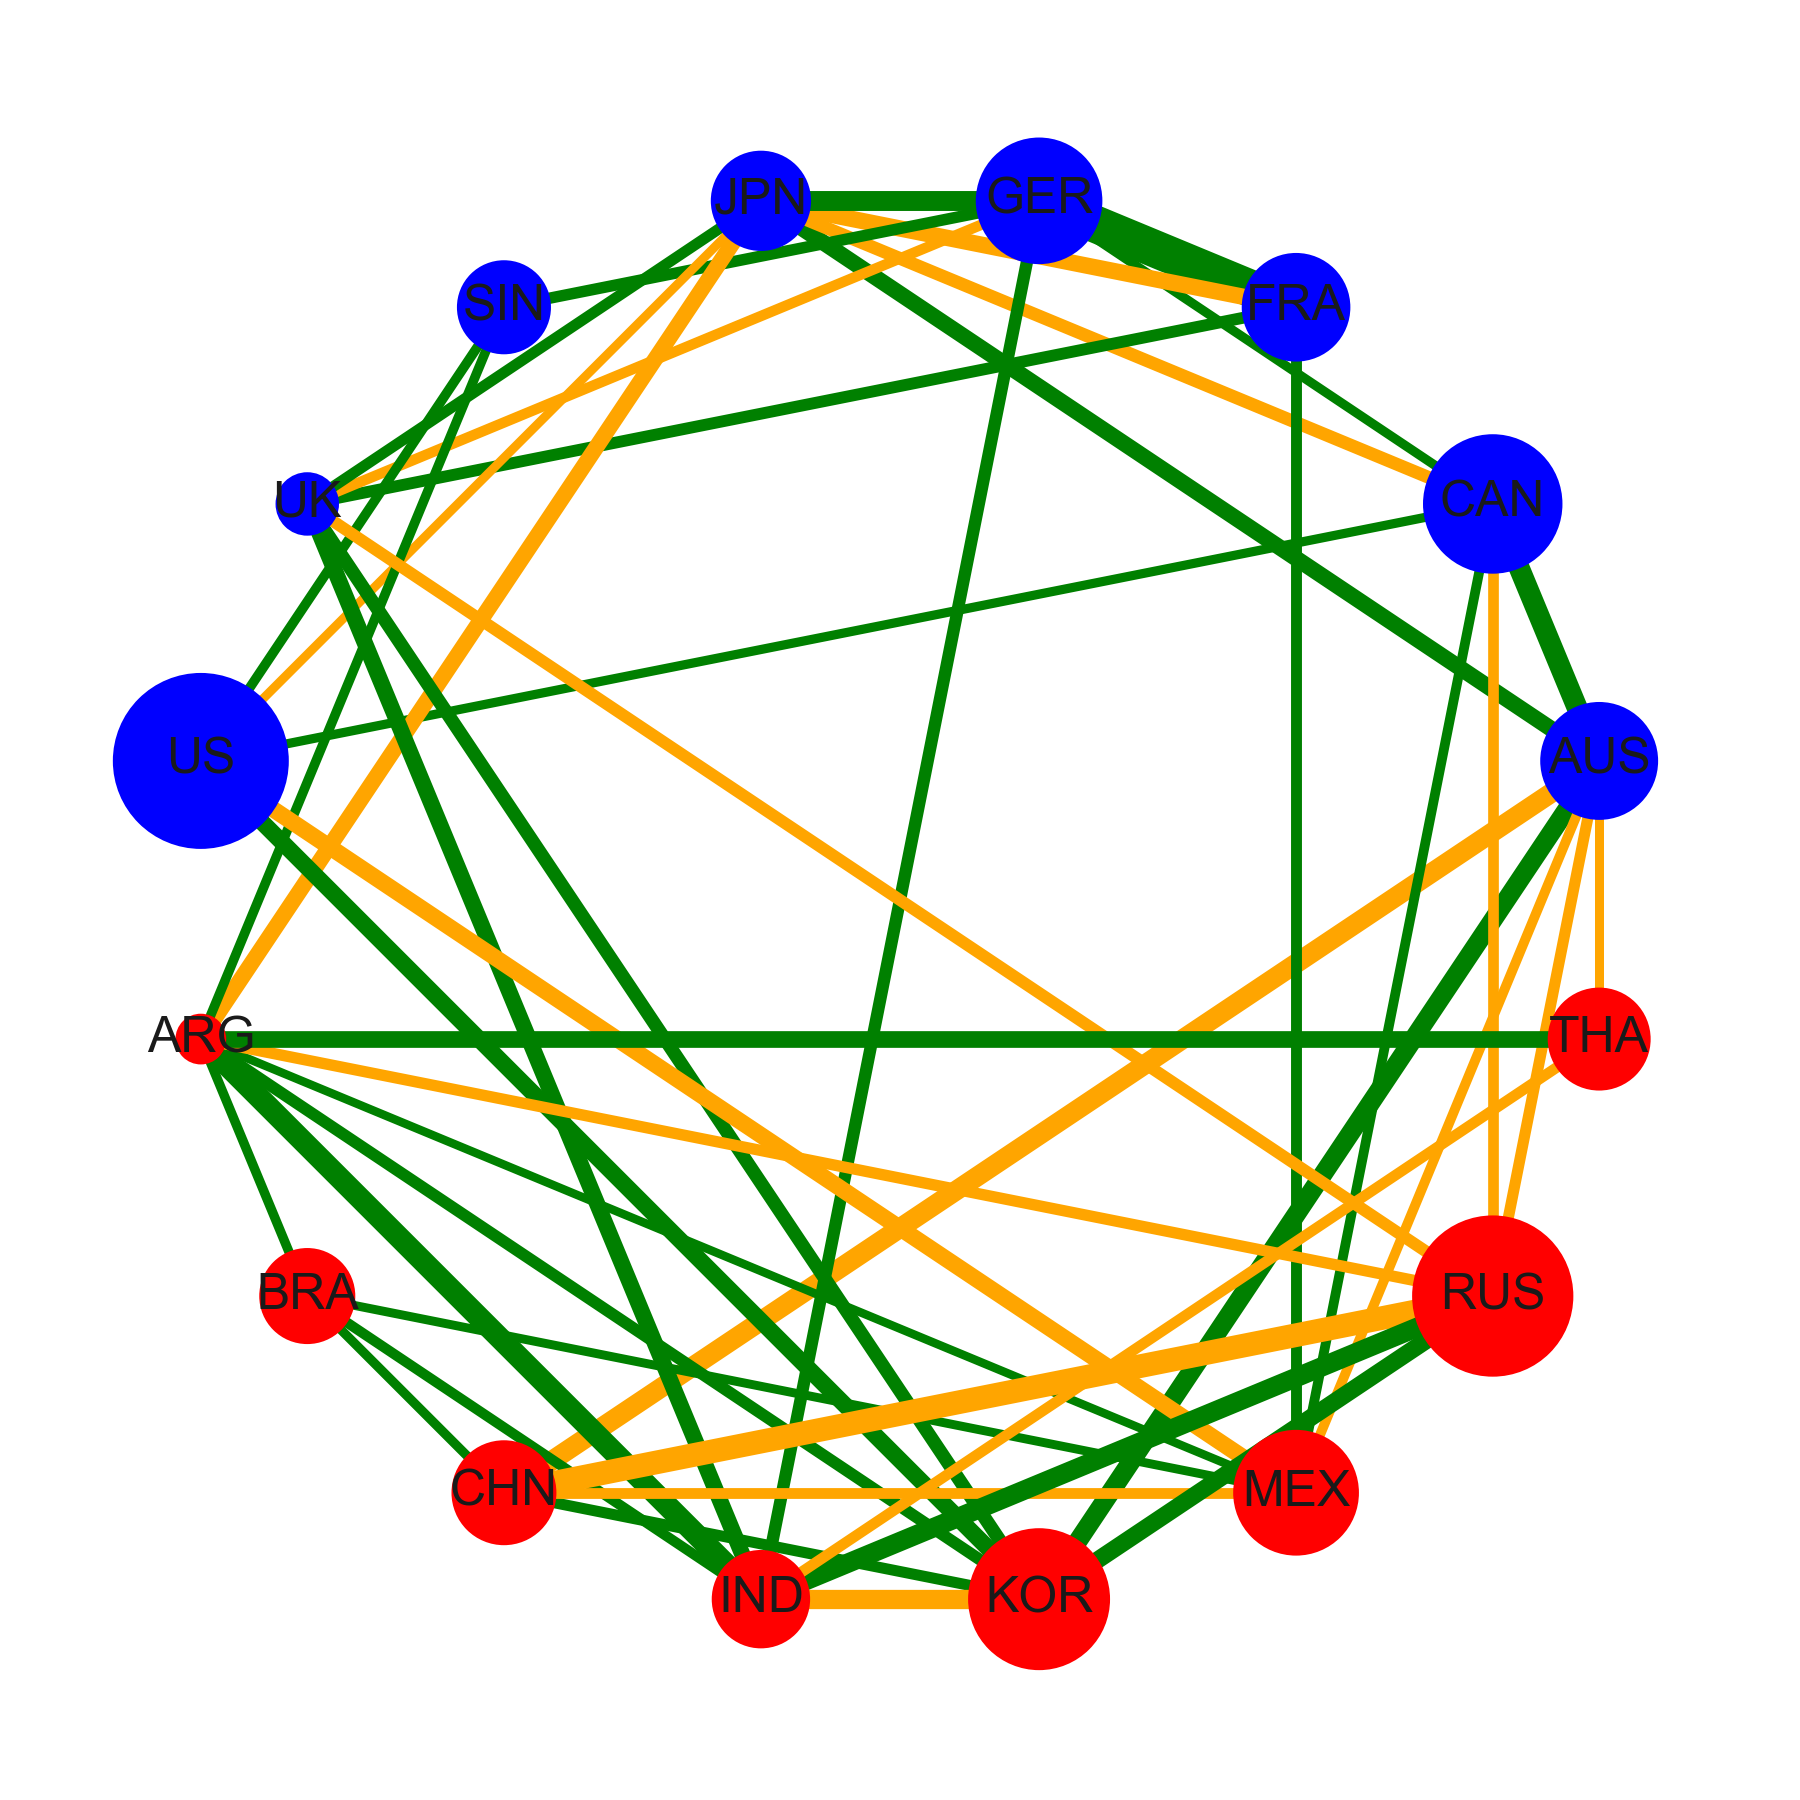 JPN
GER
SIN
FRA
UK
CAN
US
AUS
ARG
THA
BRA
RUS
CHN
MEX
IND
KOR